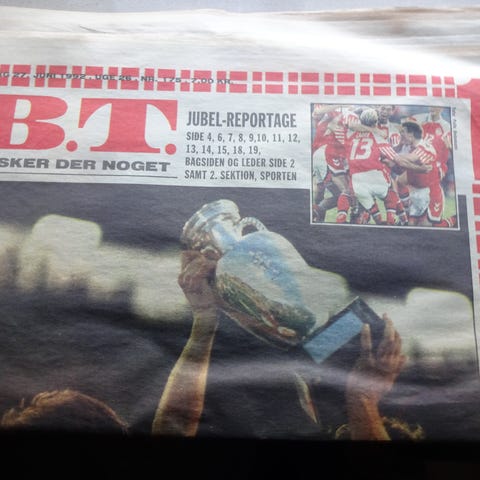 27. JUNI 1992 . UGE 26 . NR. 175 . 7,00 KR.
B.T.
SKER DER NOGET
JUBEL-REPORTAGE
SIDE 4, 6, 7, 8, 9,10, 11, 12,
13, 14, 15, 18, 19,
BAGSIDEN OG LEDER SIDE 2
SAMT 2. SEKTION, SPORTEN
13